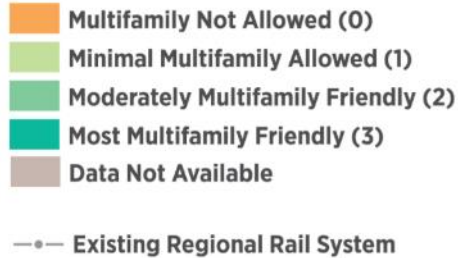 Multifamily Not Allowed (0)
Minimal Multifamily Allowed (1)
Moderately Multifamily Friendly (2)
Most Multifamily Friendly (3)
Data Not Available
Existing Regional Rail System